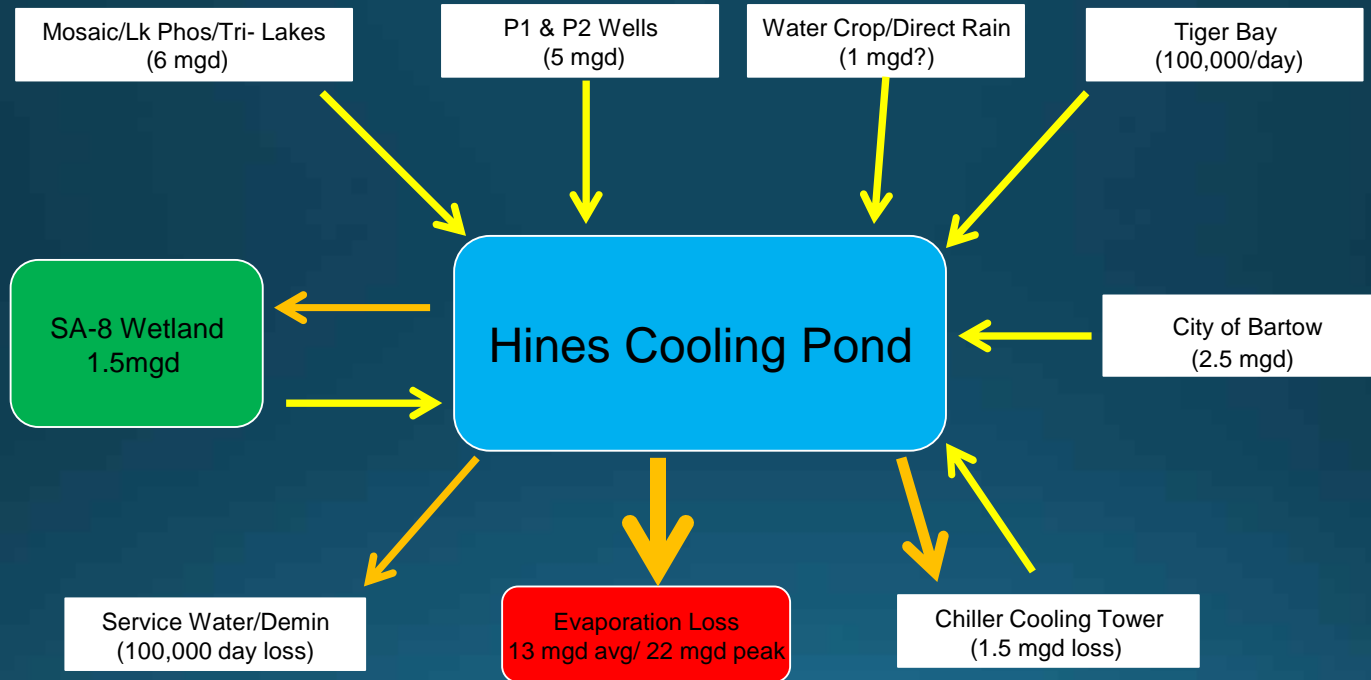 Mosaic/Lk Phos/Tri- Lakes
(6 mgd)
P1 & P2 Wells
(5 mgd)
Water Crop/Direct Rain
(1 mgd?)
Tiger Bay
(100,000/day)
SA-8 Wetland
1.5mgd
Hines Cooling Pond
City of Bartow
(2.5 mgd)
Service Water/Demin
(100,000 day loss)
Evaporation Loss
13 mgd avg/ 22 mgd peak
Chiller Cooling Tower
(1.5 mgd loss)